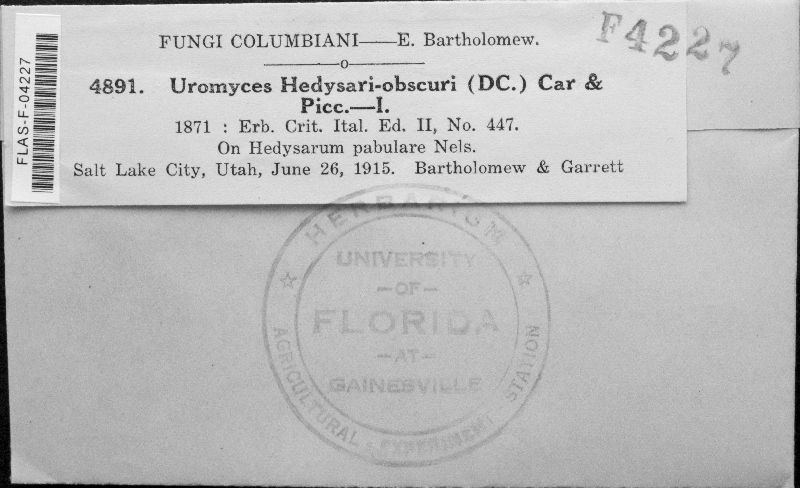 FUNGI COLUMBIANI—E. Bartholomew.
F4227
4891. Uromyces Hedysari-obscuri (DC.) Car &
Picc.—I.
1871 : Erb. Crit. Ital. Ed. II, No. 447.
On Hedysarum pabulare Nels.
Salt Lake City, Utah, June 26, 1915. Bartholomew & Garrett
FLAS-F-04227
HERBARIUM
UNIVERSITY
—OF—
FLORIDA
—AT—
GAINESVILLE
AGRICULTURAL EXPERIMENT STATION